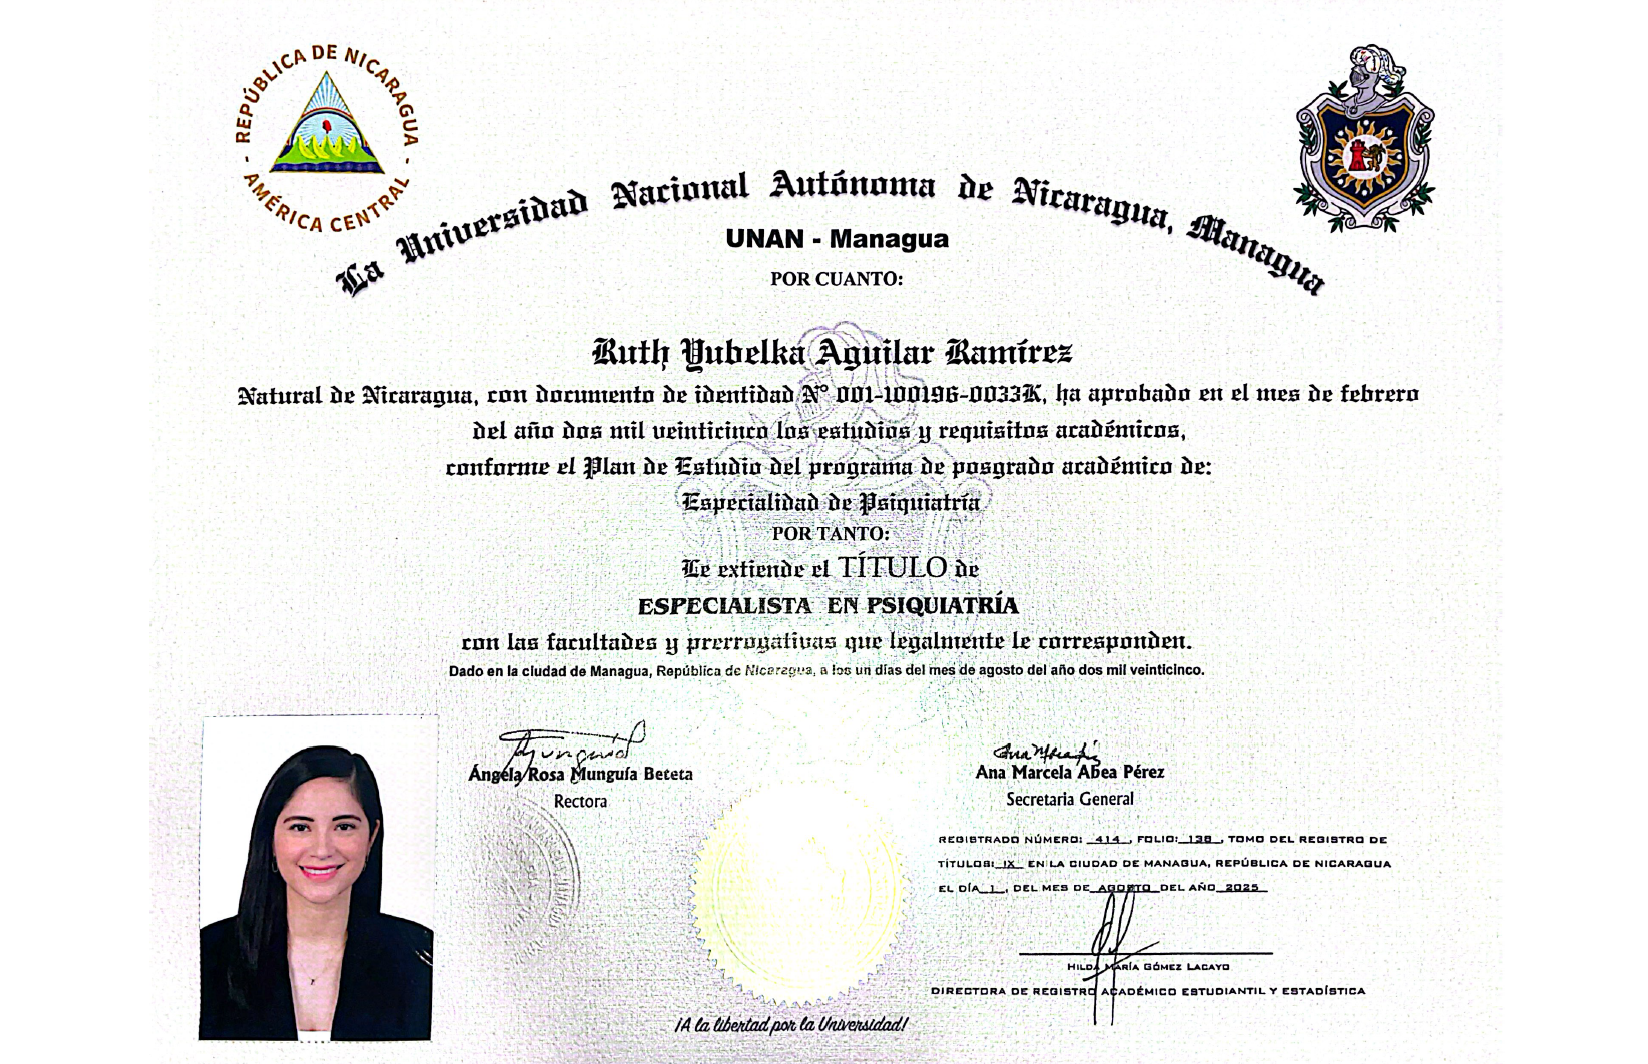 REPÚBLICA DE NICARAGUA
- AMÉRICA CENTRAL -
La Universidad Nacional Autónoma de Nicaragua, Managua
UNAN - Managua
POR CUANTO:
Ruth Yubelka Aguilar Ramírez
Natural de Nicaragua, con documento de identidad N° 001-100196-0033K, ha aprobado en el mes de febrero
del año dos mil veinticinco los estudios y requisitos académicos,
conforme el Plan de Estudio del programa de posgrado académico de:
Especialidad de Psiquiatría
POR TANTO:
Le extiende el TÍTULO de
ESPECIALISTA EN PSIQUIATRÍA
con las facultades y prerrogativas que legalmente le corresponden.
Dado en la ciudad de Managua, República de Nicaragua, a los un días del mes de agosto del año dos mil veinticinco.
Ángela Rosa Munguía Beteta
Rectora
Ana Marcela Abea Pérez
Secretaria General
REGISTRADO NÚMERO: 414, FOLIO: 138, TOMO DEL REGISTRO DE
TÍTULOS: IX EN LA CIUDAD DE MANAGUA, REPÚBLICA DE NICARAGUA
EL DÍA 1, DEL MES DE AGOSTO DEL AÑO 2025
HILDA MARÍA GÓMEZ LACAYO
DIRECTORA DE REGISTRO ACADÉMICO ESTUDIANTIL Y ESTADÍSTICA
¡A la libertad por la Universidad!